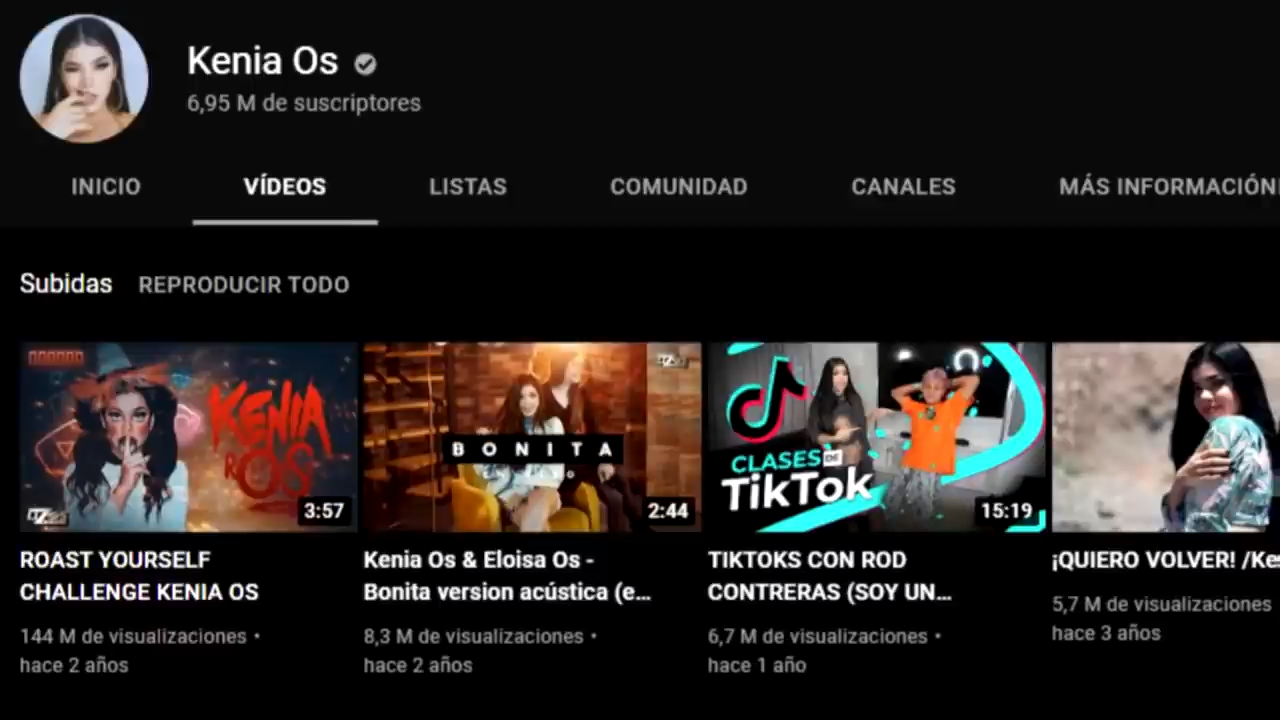 Kenia Os
6,95 M de suscriptores
INICIO VÍDEOS LISTAS COMUNIDAD CANALES MÁS INFORMACIÓN
Subidas REPRODUCIR TODO
KENIA
OS
3:57
BONITA
2:44
CLASES DE
TikTok
15:19
ROAST YOURSELF
CHALLENGE KENIA OS
144 M de visualizaciones •
hace 2 años
Kenia Os & Eloisa Os -
Bonita version acústica (e...
8,3 M de visualizaciones •
hace 2 años
TIKTOKS CON ROD
CONTRERAS (SOY UN...
6,7 M de visualizaciones •
hace 1 año
¡QUIERO VOLVER! /Ke
5,7 M de visualizaciones
hace 3 años